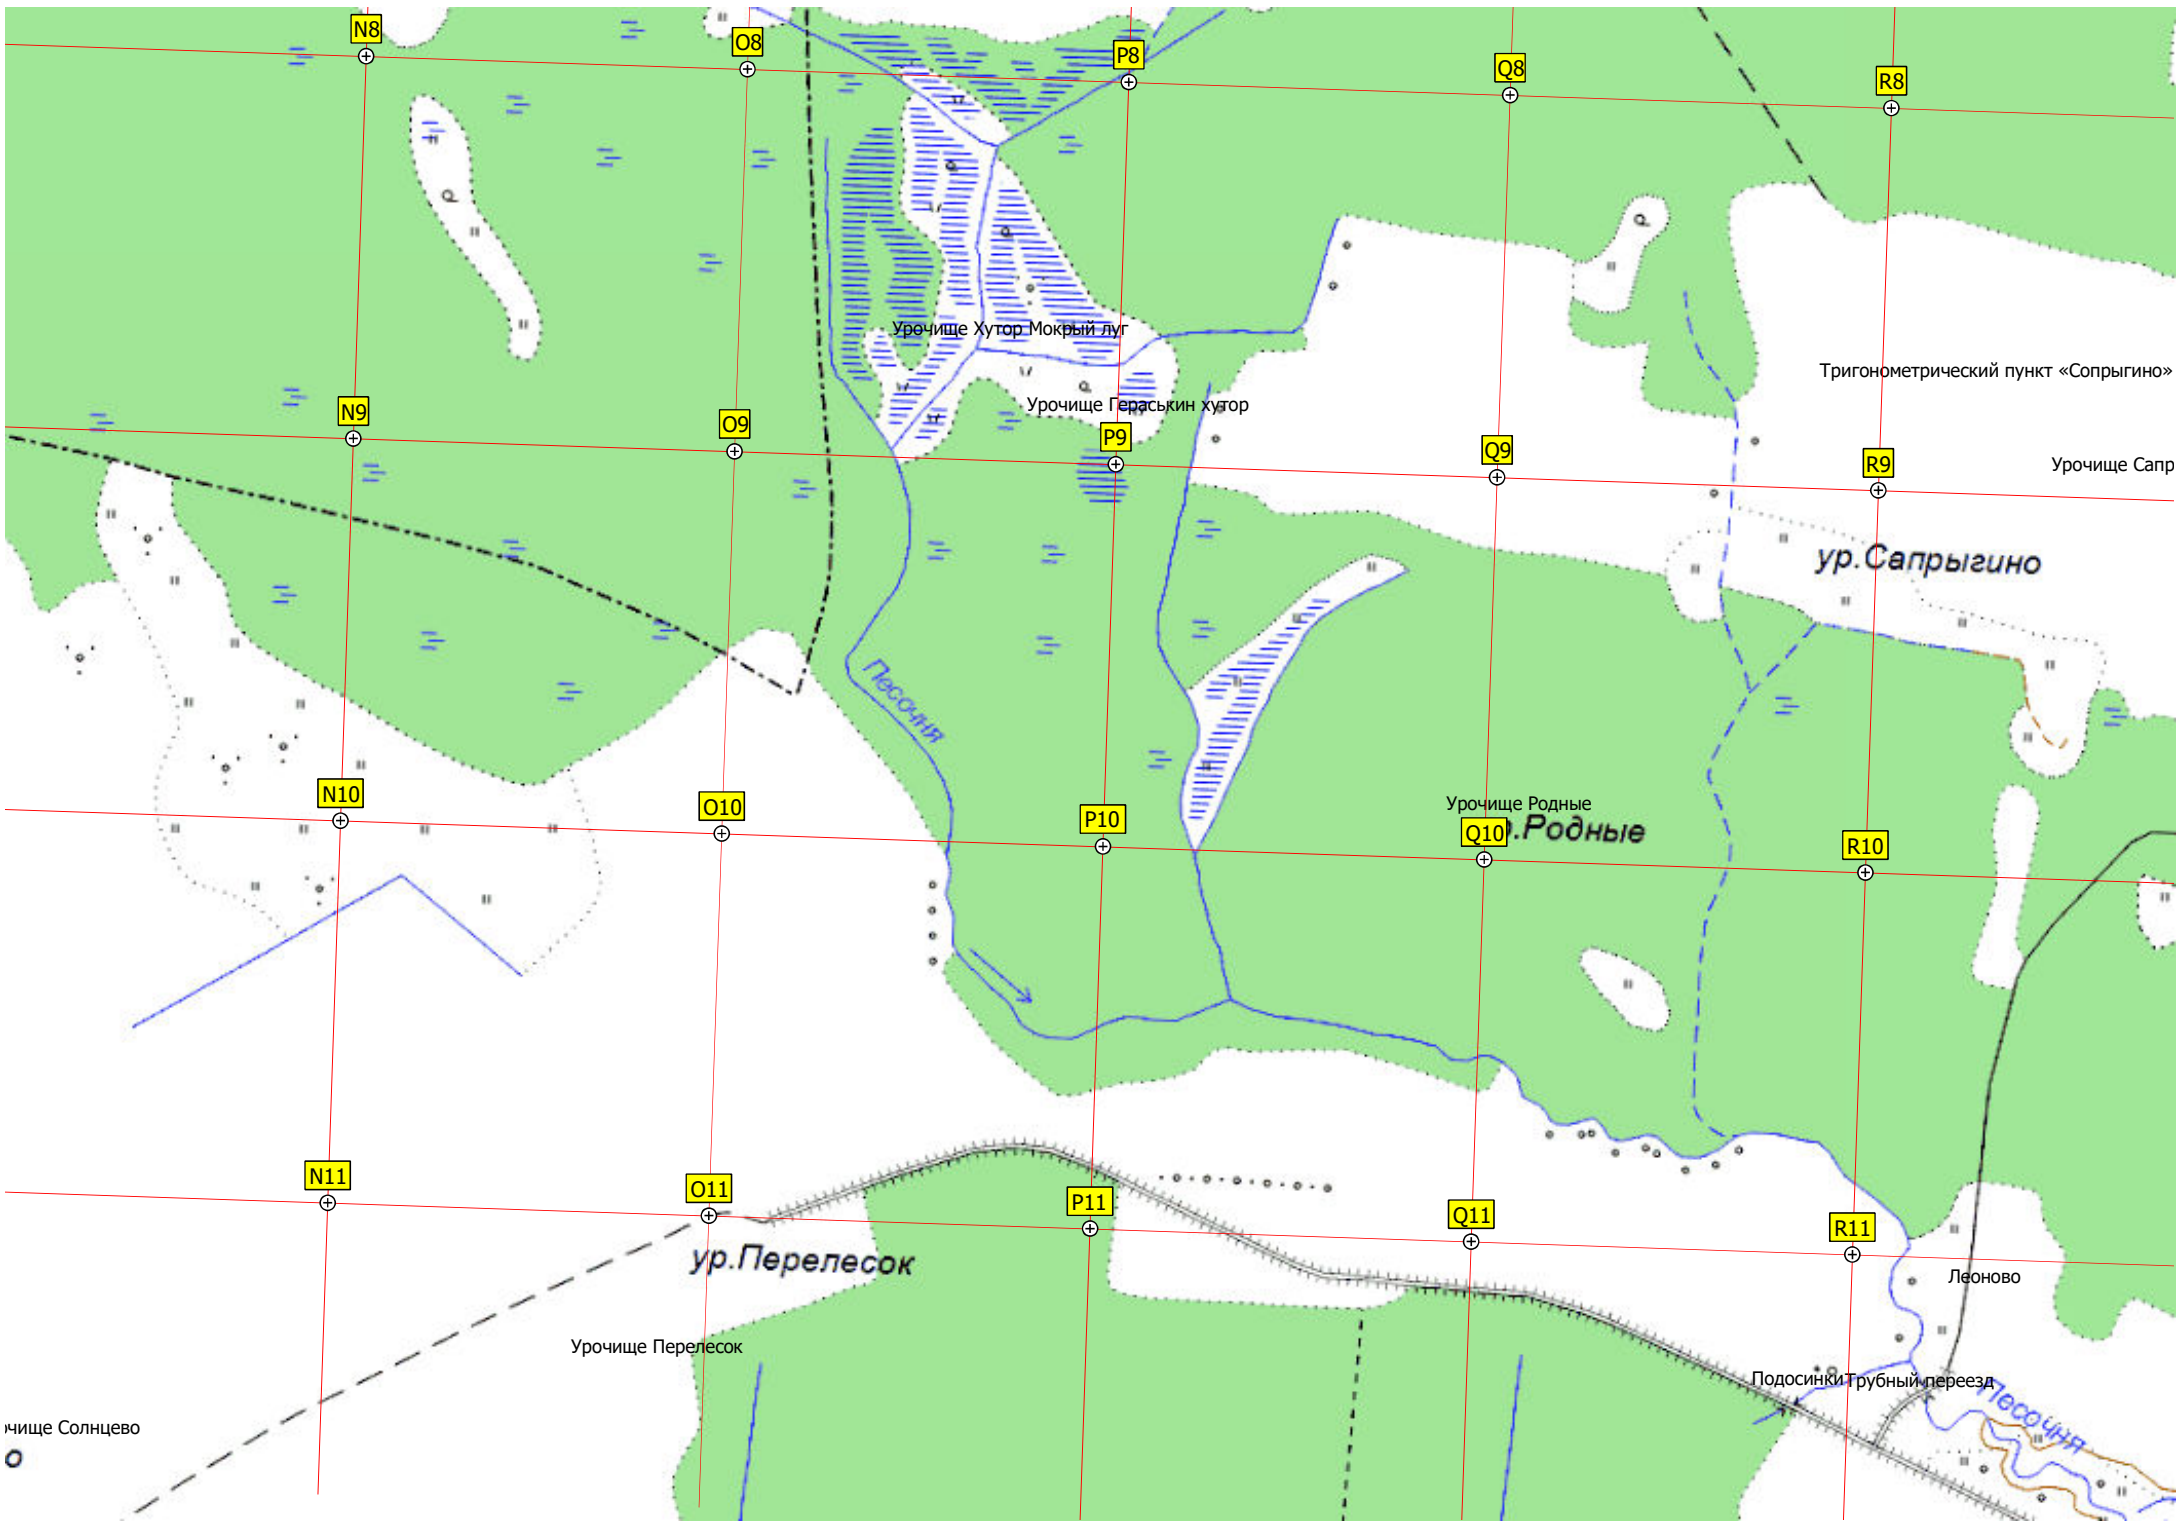 N8
O8
P8
Q8
R8
Урочище Хутор Мокрый луг
Тригонометрический пункт «Сопрыгино»
Урочище Гераськин хутор
N9
O9
P9
Q9
R9
Урочище Сапр
ур.Сапрыгино
Песочня
N10
O10
P10
Q10
R10
Урочище Родные
.Родные
N11
O11
P11
Q11
R11
ур.Перелесок
Леоново
Урочище Перелесок
Подосинки
Трубный переезд
Песочня
чище Солнцево
о